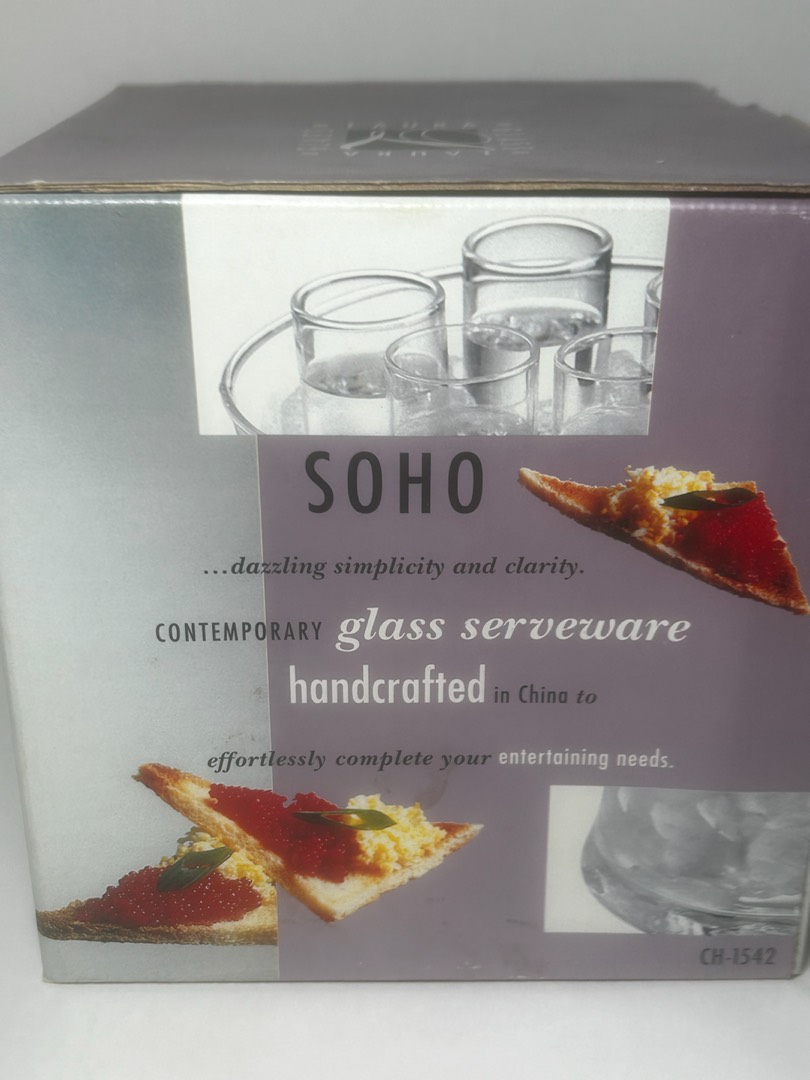 SOHO
...dazzling simplicity and clarity.
CONTEMPORARY glass serveware
handcrafted in China to
effortlessly complete your entertaining needs.
CH-1542